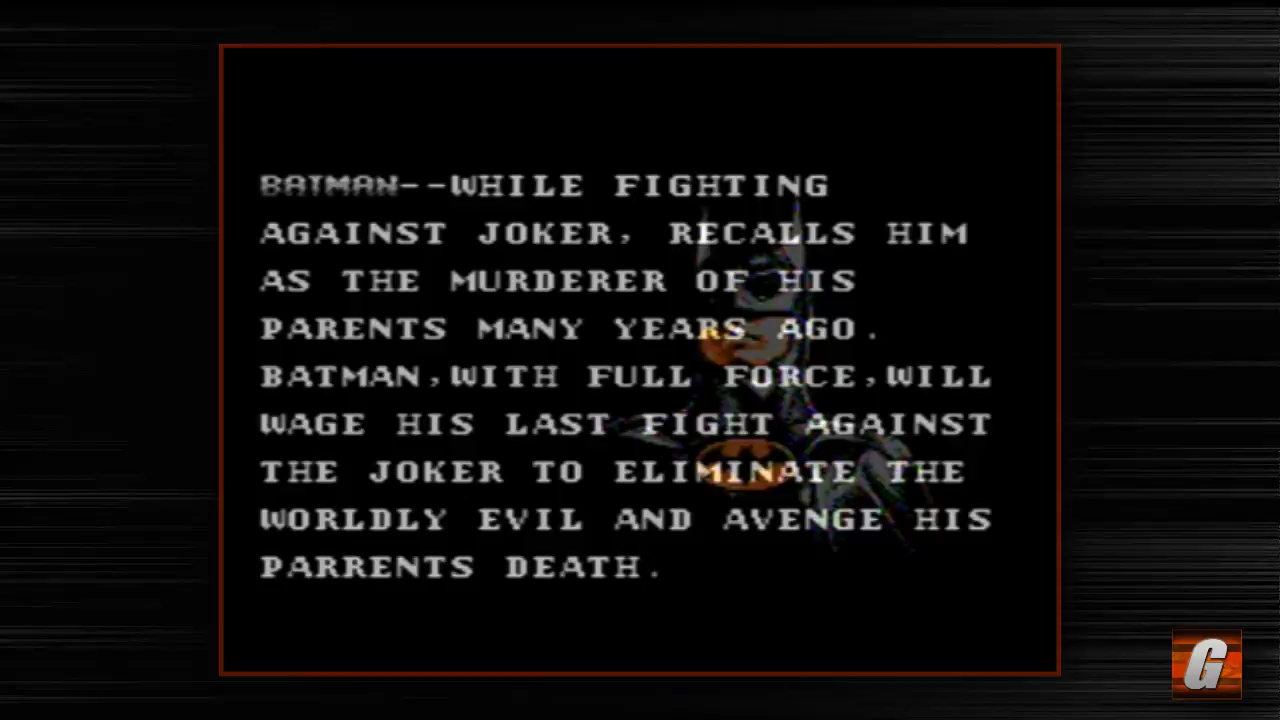 BATMAN--WHILE FIGHTING
AGAINST JOKER, RECALLS HIM
AS THE MURDERER OF HIS
PARENTS MANY YEARS AGO.
BATMAN,WITH FULL FORCE,WILL
WAGE HIS LAST FIGHT AGAINST
THE JOKER TO ELIMINATE THE
WORLDLY EVIL AND AVENGE HIS
PARRENTS DEATH.
G